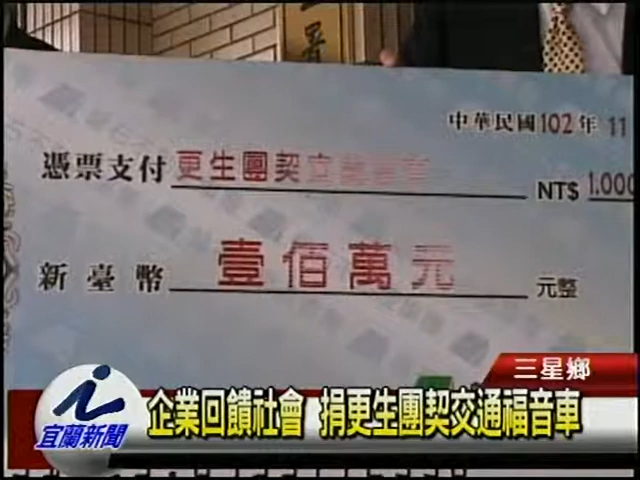 中華民國102年 11
憑票支付 更生團契
NT$ 1.000
新臺幣 壹佰萬元 元整
三星鄉
i
宜蘭新聞
企業回饋社會 捐更生團契交通福音車